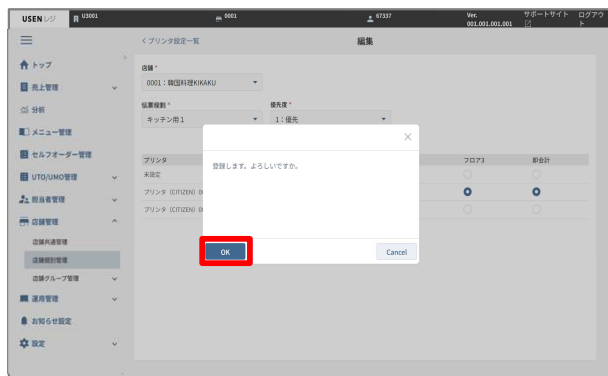 USEN レジ U3001 0001 67337 Ver. 001.001.001.001 サポートサイト ログアウト
< プリンタ設定一覧 編集
トップ
売上管理
分析
メニュー管理
セルフオーダー管理
UTO/UMO管理
担当者管理
店舗管理
店舗共通管理
店舗個別管理
店舗グループ管理
運用管理
お知らせ設定
設定
店舗 *
0001：韓国料理KIKAKU
伝票役割 * 優先度 *
キッチン用1 1：優先
プリンタ フロア3 即会計
未設定
プリンタ（CITIZEN）
プリンタ（CITIZEN）
登録します。よろしいですか。
OK Cancel